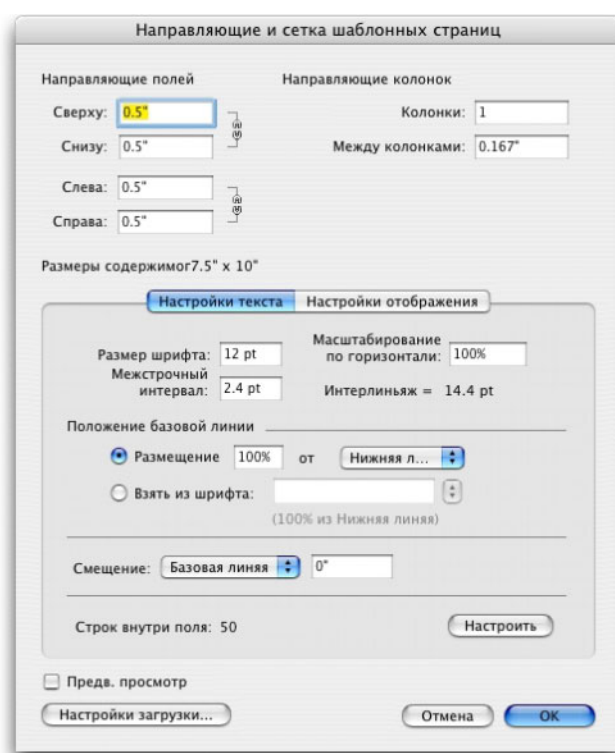 Направляющие и сетка шаблонных страниц
Направляющие полей
Направляющие колонок
Сверху: 0.5"
Колонки: 1
Снизу: 0.5"
Между колонками: 0.167"
Слева: 0.5"
Справа: 0.5"
Размеры содержимог7.5" x 10"
Настройки текста
Настройки отображения
Размер шрифта: 12 pt
Масштабирование
по горизонтали: 100%
Межстрочный
интервал: 2.4 pt
Интерлиньяж = 14.4 pt
Положение базовой линии
Размещение 100% от Нижняя л...
Взять из шрифта:
(100% из Нижняя линяя)
Смещение: Базовая линяя 0"
Строк внутри поля: 50
Настроить
Предв. просмотр
Настройки загрузки...
Отмена
OK